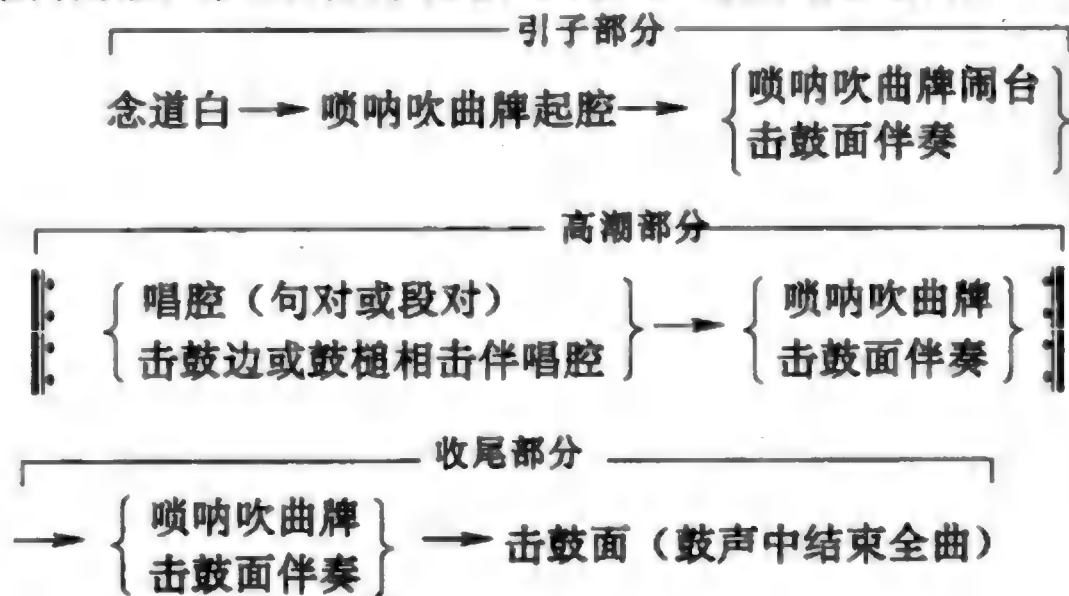 引子部分
念道白→唢呐吹曲牌起腔→{唢呐吹曲牌闹台
击鼓面伴奏}
高潮部分
{唱腔（句对或段对）
击鼓边或鼓槌相击伴唱腔}→{唢呐吹曲牌
击鼓面伴奏}
收尾部分
→{唢呐吹曲牌
击鼓面伴奏}→击鼓面（鼓声中结束全曲）